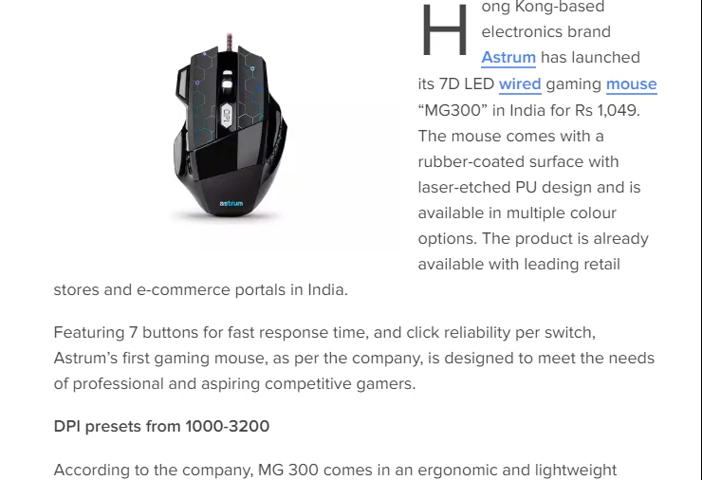 Hong Kong-based
electronics brand
Astrum has launched
its 7D LED wired gaming mouse
“MG300” in India for Rs 1,049.
The mouse comes with a
rubber-coated surface with
laser-etched PU design and is
available in multiple colour
options. The product is already
available with leading retail
DPI
astrum
stores and e-commerce portals in India.
Featuring 7 buttons for fast response time, and click reliability per switch,
Astrum’s first gaming mouse, as per the company, is designed to meet the needs
of professional and aspiring competitive gamers.
DPI presets from 1000-3200
According to the company, MG 300 comes in an ergonomic and lightweight